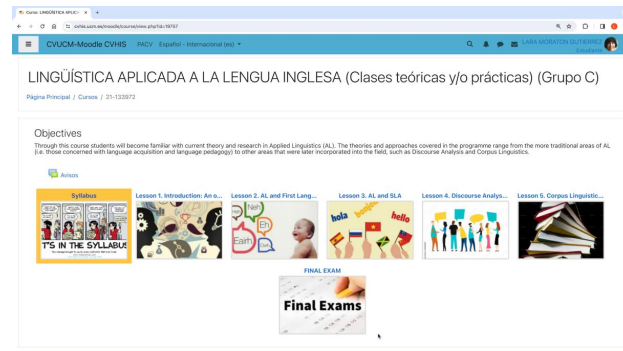 Curso: LINGÜÍSTICA APLIC
cvhis.ucm.es/moodle/course/view.php?id=19757
CVUCM-Moodle CVHIS PACV Español - Internacional (es)
LARA MORATÓN GUTIÉRREZ
Estudiante
LINGÜÍSTICA APLICADA A LA LENGUA INGLESA (Clases teóricas y/o prácticas) (Grupo C)
Página Principal / Cursos / 21-133972
Objectives
Through this course students will become familiar with current theory and research in Applied Linguistics (AL). The theories and approaches covered in the programme range from the more traditional areas of AL
(i.e. those concerned with language acquisition and language pedagogy) to other areas that were later incorporated into the field, such as Discourse Analysis and Corpus Linguistics.
Avisos
Syllabus
Lesson 1. Introduction: An o...
Lesson 2. AL and First Lang...
Lesson 3. AL and SLA
Lesson 4. Discourse Analys...
Lesson 5. Corpus Linguistic...
T'S IN THE SYLLABUS
Neh
Eh
Eairh
hola
bonjour
hello
FINAL EXAM
Final Exams